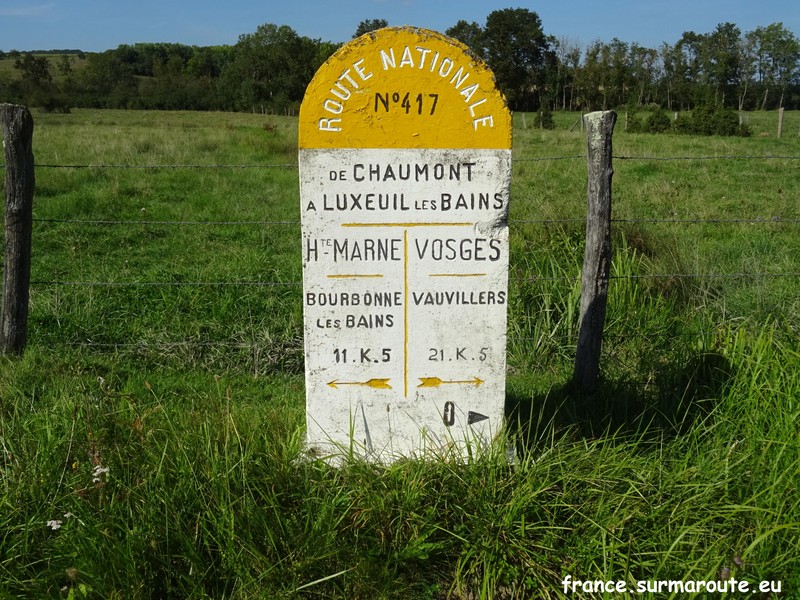 ROUTE NATIONALE
Nº417
DE CHAUMONT
A LUXEUIL LES BAINS
HTE MARNE VOSGES
BOURBONNE VAUVILLERS
LES BAINS
11.K.5 21.K.5
0
france.surmaroute.eu